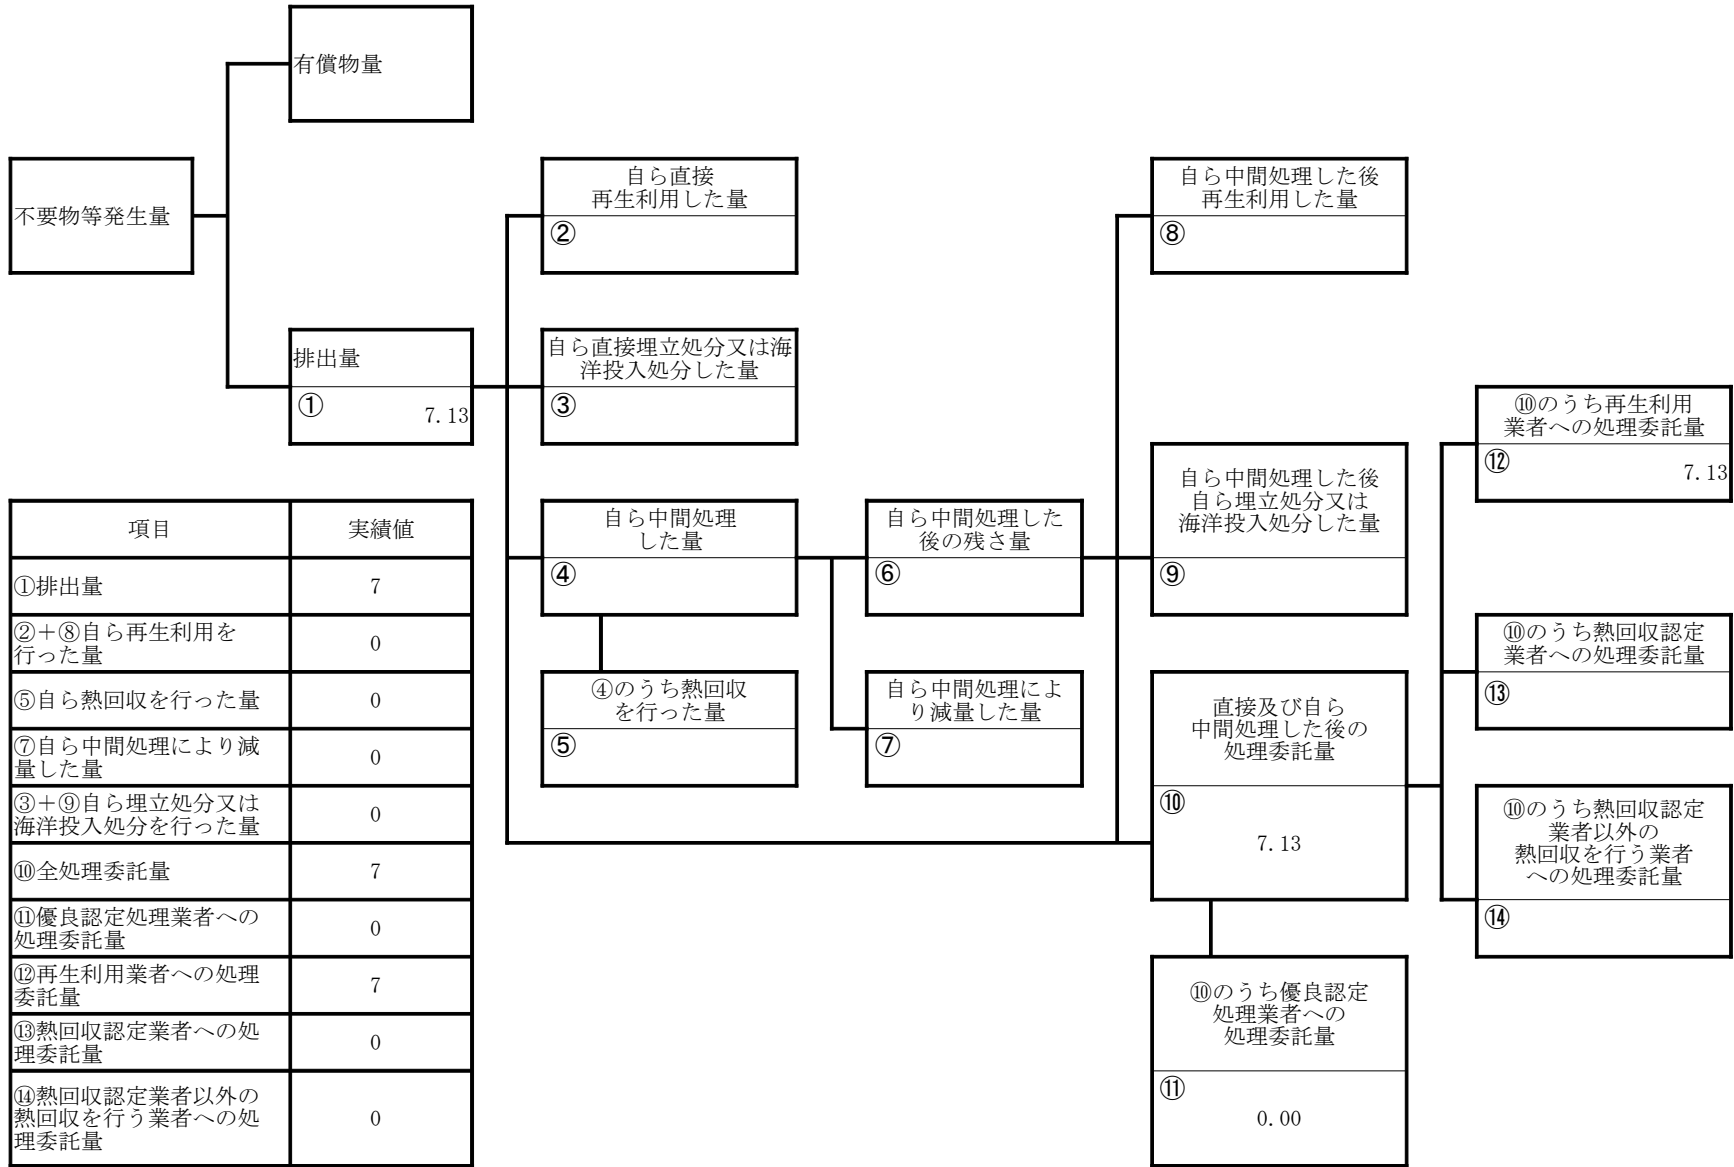 有償物量
不要物等発生量
自ら直接
再生利用した量
②
自ら中間処理した後
再生利用した量
⑧
排出量
①
7.13
自ら直接埋立処分又は海
洋投入処分した量
③
⑩のうち再生利用
業者への処理委託量
⑫
7.13
自ら中間処理
した量
④
自ら中間処理した
後の残さ量
⑥
自ら中間処理した後
自ら埋立処分又は
海洋投入処分した量
⑨
④のうち熱回収
を行った量
⑤
自ら中間処理によ
り減量した量
⑦
直接及び自ら
中間処理した後の
処理委託量
⑩
7.13
⑩のうち熱回収認定
業者への処理委託量
⑬
⑩のうち熱回収認定
業者以外の
熱回収を行う業者
への処理委託量
⑭
⑩のうち優良認定
処理業者への
処理委託量
⑪
0.00
項目 実績値
①排出量 7
②＋⑧自ら再生利用を
行った量 0
⑤自ら熱回収を行った量 0
⑦自ら中間処理により減
量した量 0
③＋⑨自ら埋立処分又は
海洋投入処分を行った量 0
⑩全処理委託量 7
⑪優良認定処理業者への
処理委託量 0
⑫再生利用業者への処理
委託量 7
⑬熱回収認定業者への処
理委託量 0
⑭熱回収認定業者以外の
熱回収を行う業者への処
理委託量 0